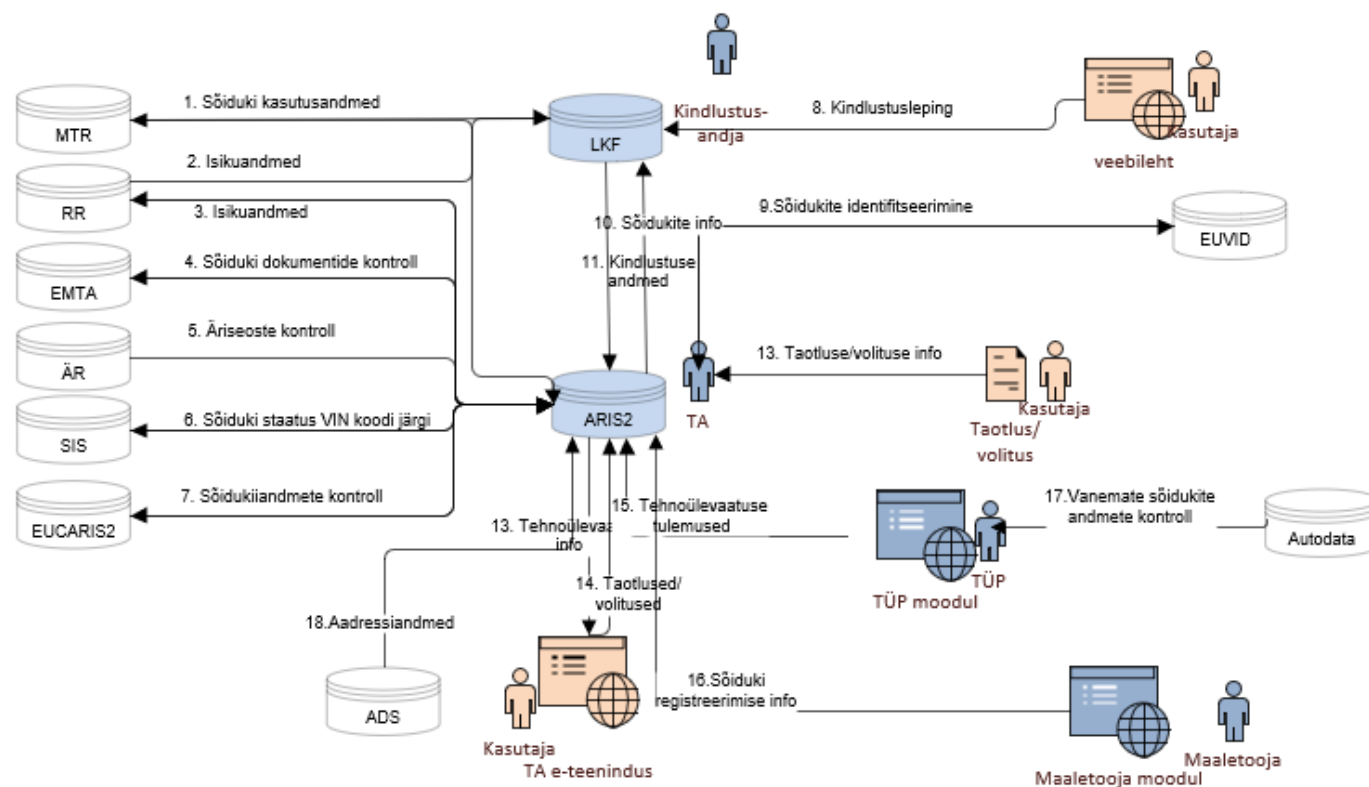 1. Sõiduki kasutusandmed
MTR
LKF
Kindlustus-
andja
8. Kindlustusleping
Kasutaja
veebileht
2. Isikuandmed
RR
3. Isikuandmed
10. Sõidukite info
9.Sõidukite identifitseerimine
EUVID
4. Sõiduki dokumentide kontroll
EMTA
11. Kindlustuse
andmed
5. Äriseoste kontroll
ÄR
13. Taotluse/volituse info
Kasutaja
Taotlus/
volitus
6. Sõiduki staatus VIN koodi järgi
SIS
ARIS2
TA
7. Sõidukiiandmete kontroll
EUCARIS2
13. Tehnoülevaa
info
15. Tehnoülevaatuse
tulemused
17.Vanemate sõidukite
andmete kontroll
Autodata
TÜP
TÜP moodul
14. Taotlused/
volitused
18.Aadressiandmed
ADS
16.Sõiduki
registreerimise info
Kasutaja
TA e-teenindus
Maaletooja
Maaletooja moodul